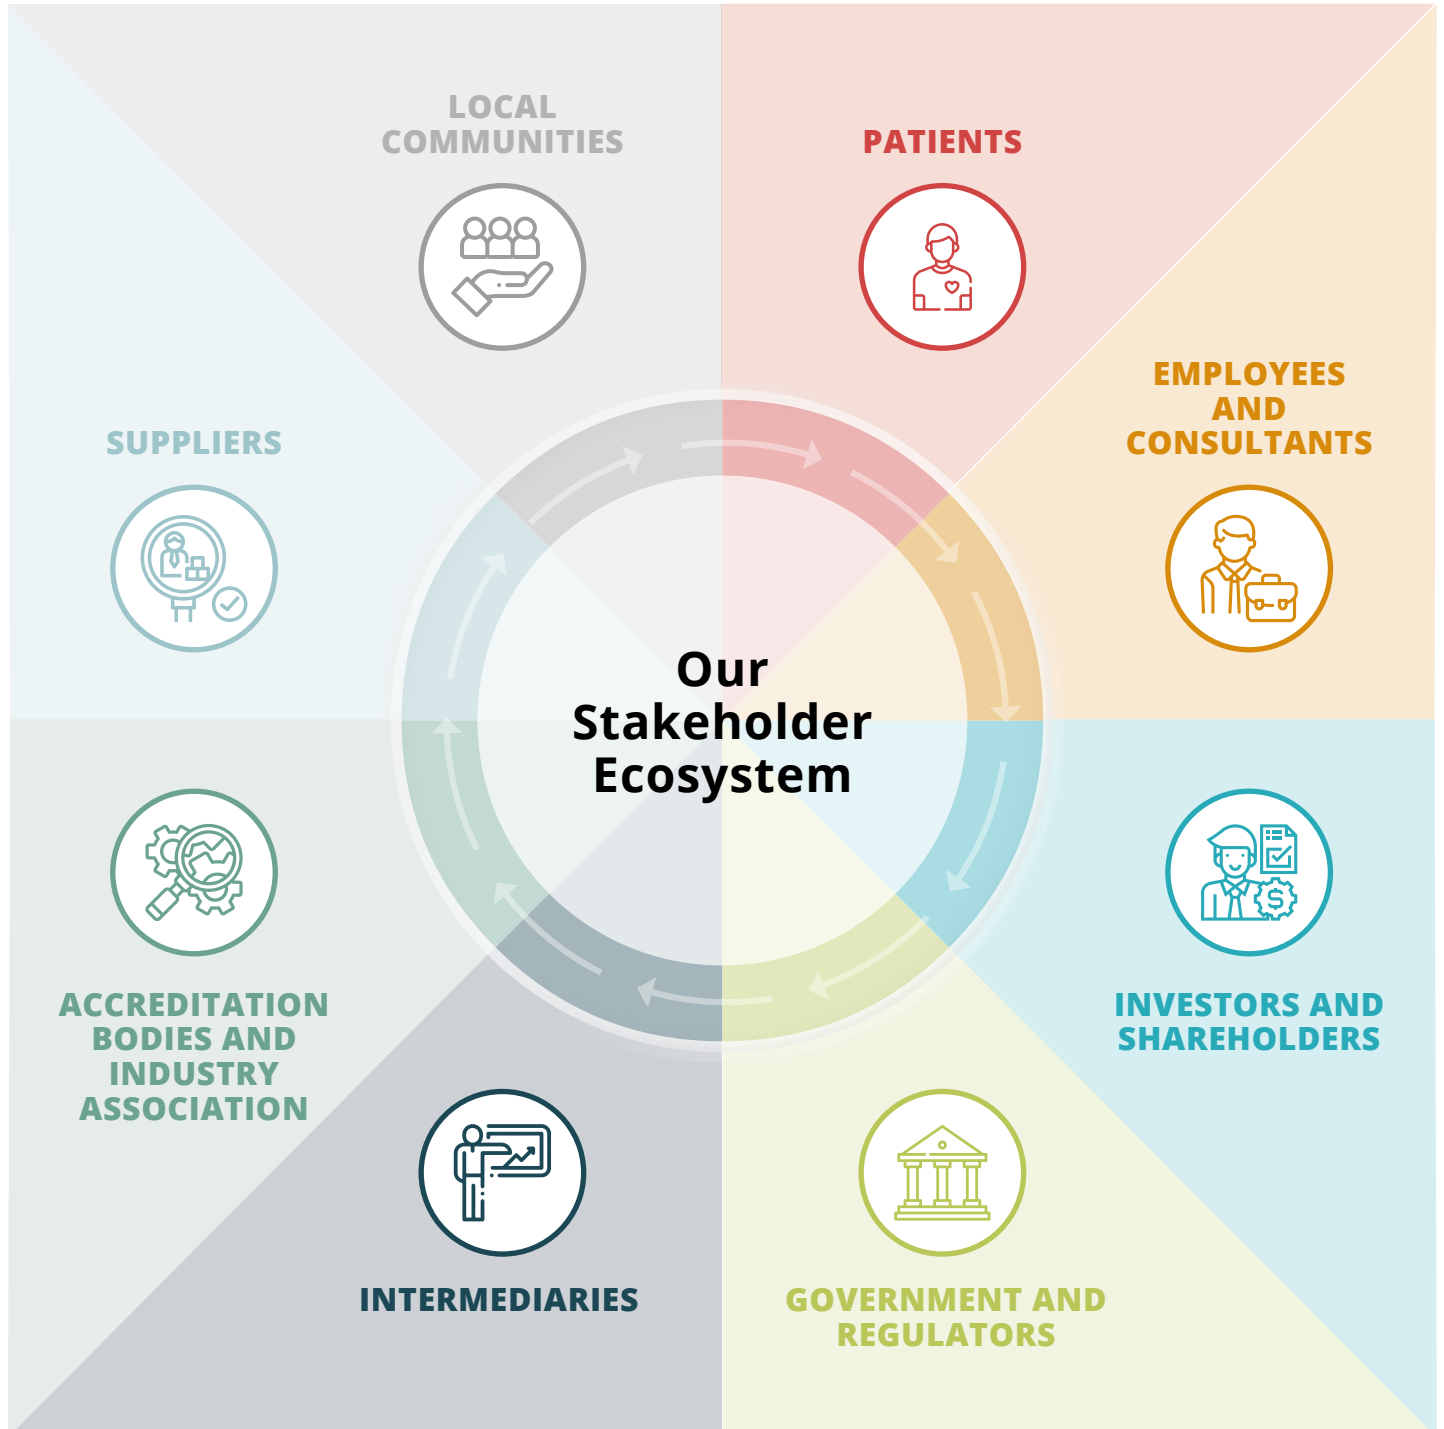 LOCAL
COMMUNITIES
PATIENTS
EMPLOYEES
AND
CONSULTANTS
SUPPLIERS
Our
Stakeholder
Ecosystem
ACCREDITATION
BODIES AND
INDUSTRY
ASSOCIATION
INVESTORS AND
SHAREHOLDERS
INTERMEDIARIES
GOVERNMENT AND
REGULATORS
$